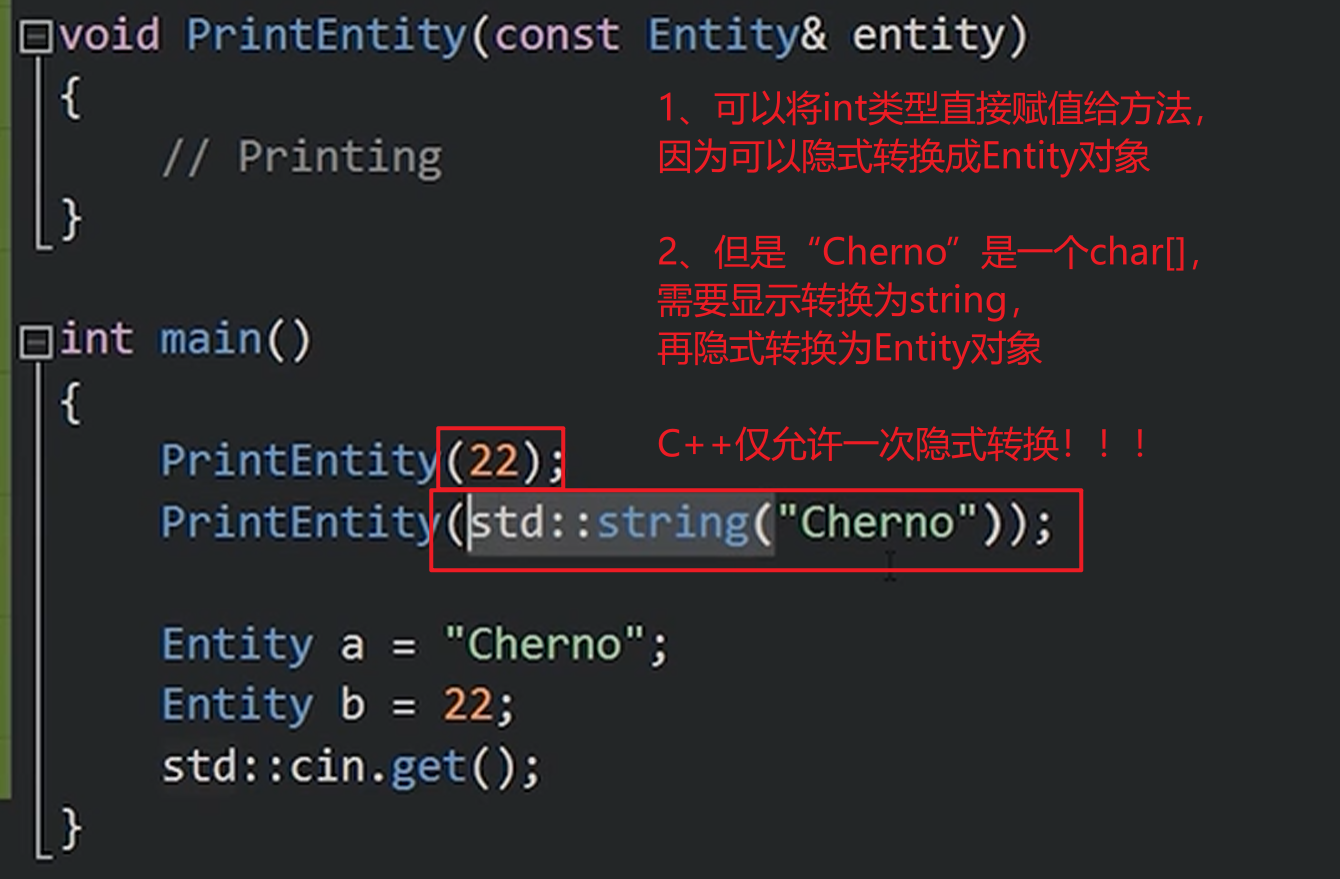 void PrintEntity(const Entity& entity)
{
1、可以将int类型直接赋值给方法，
// Printing
因为可以隐式转换成Entity对象
}
2、但是“Cherno”是一个char[]，
需要显示转换为string，
int main()
再隐式转换为Entity对象
{
PrintEntity(22);
C++仅允许一次隐式转换！！！
PrintEntity(std::string("Cherno"));
Entity a = "Cherno";
Entity b = 22;
std::cin.get();
}